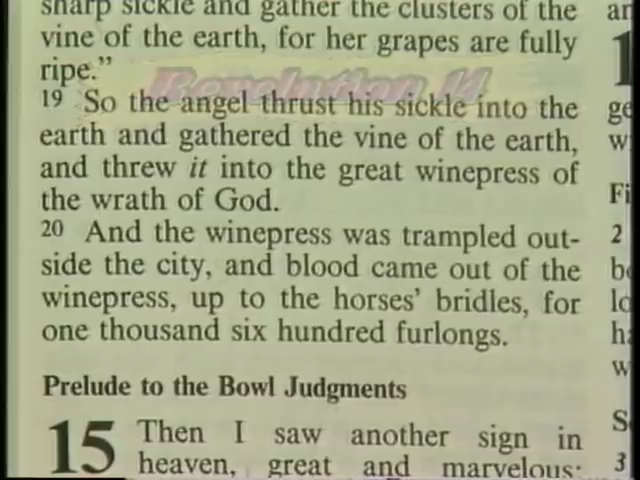 sharp sickle and gather the clusters of the
vine of the earth, for her grapes are fully
ripe.”
Revelation 14
19 So the angel thrust his sickle into the
earth and gathered the vine of the earth,
and threw it into the great winepress of
the wrath of God.
20 And the winepress was trampled out-
side the city, and blood came out of the
winepress, up to the horses’ bridles, for
one thousand six hundred furlongs.
Prelude to the Bowl Judgments
15 Then I saw another sign in
heaven, great and marvelous:
2
3